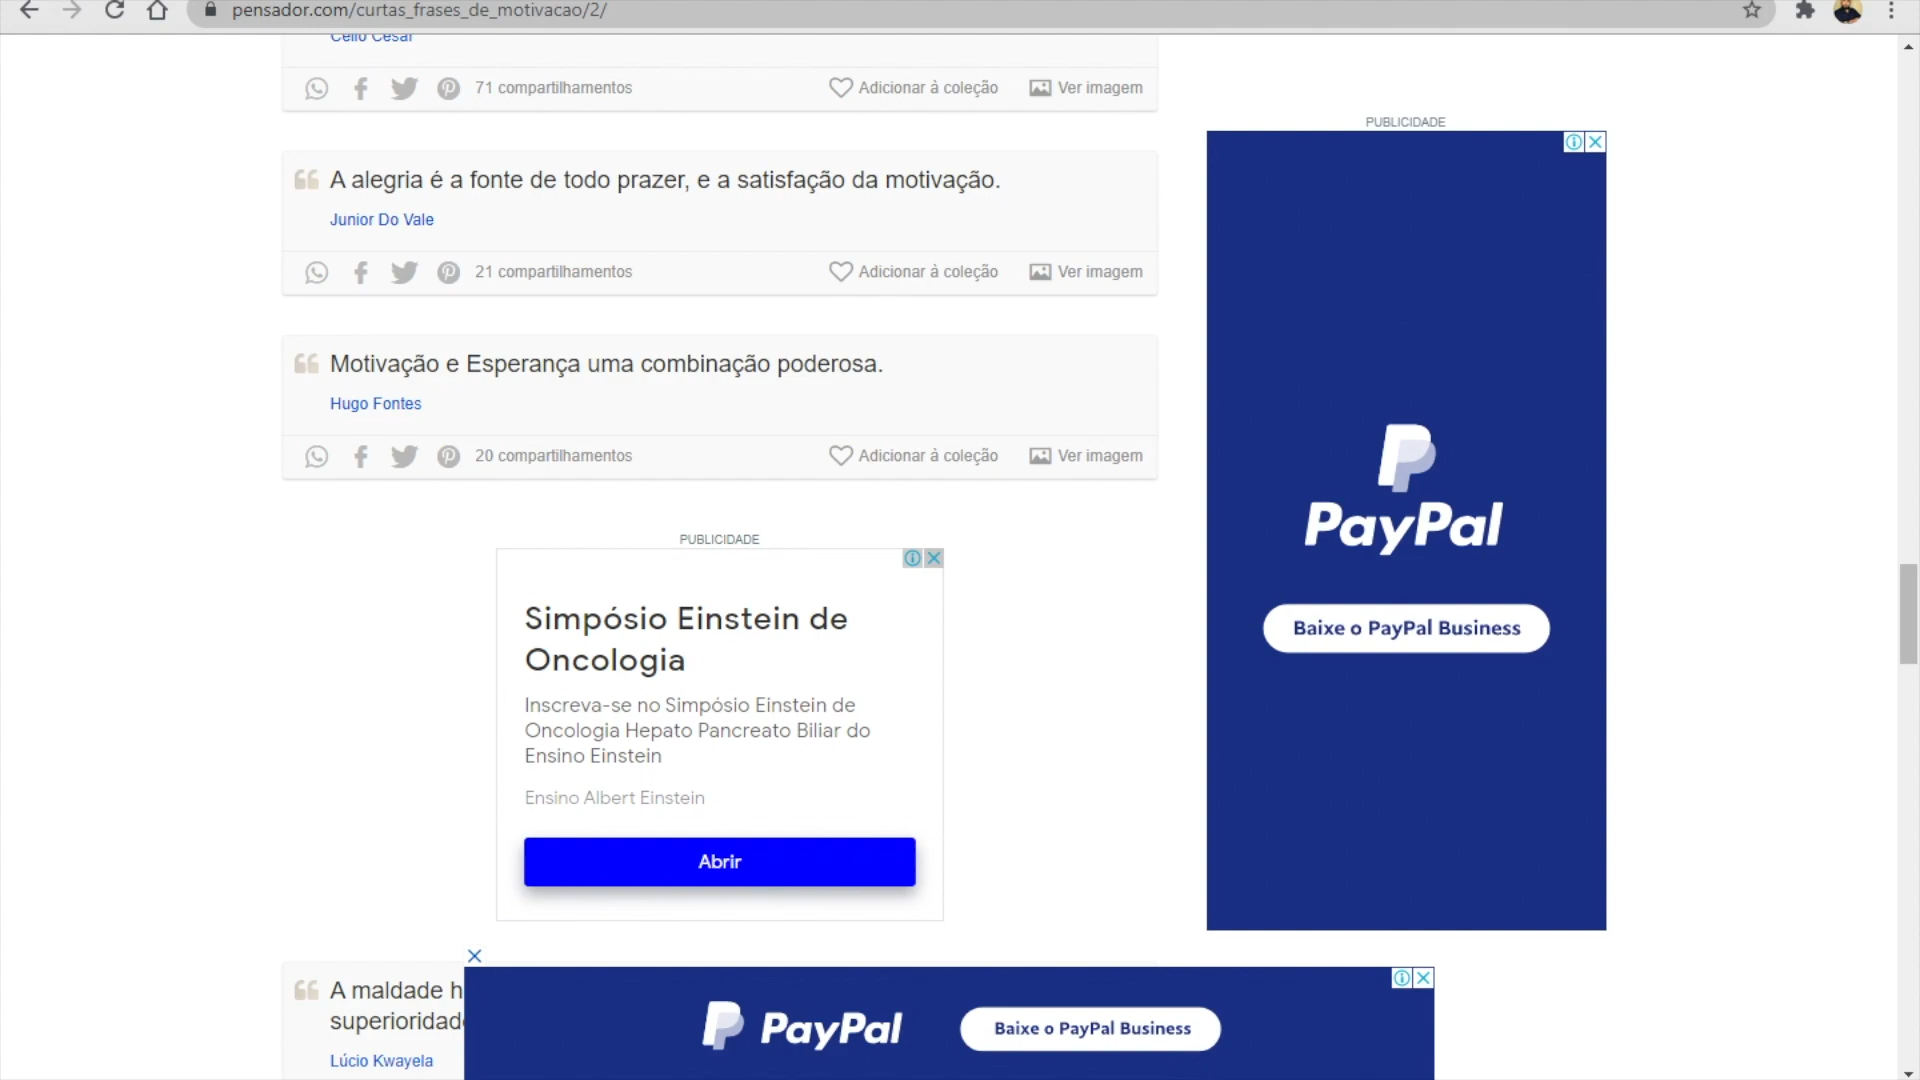 pensador.com/curtas_frases_de_motivacao/2/
Celio Cesar
71 compartilhamentos
Adicionar à coleção
Ver imagem
A alegria é a fonte de todo prazer, e a satisfação da motivação.
Junior Do Vale
21 compartilhamentos
Adicionar à coleção
Ver imagem
Motivação e Esperança uma combinação poderosa.
Hugo Fontes
20 compartilhamentos
Adicionar à coleção
Ver imagem
PUBLICIDADE
Simpósio Einstein de
Oncologia
Inscreva-se no Simpósio Einstein de
Oncologia Hepato Pancreato Biliar do
Ensino Einstein
Ensino Albert Einstein
Abrir
A maldade h
superioridad
Lúcio Kwayela
PayPal
Baixe o PayPal Business
PUBLICIDADE
PayPal
Baixe o PayPal Business